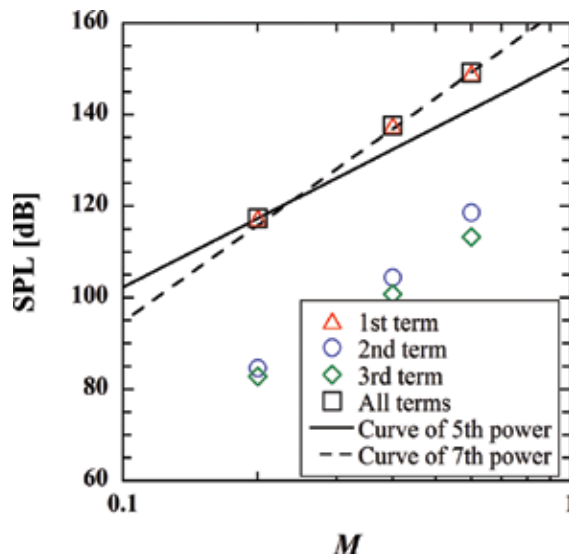 160
140
120
100
80
60
SPL [dB]
1st term
2nd term
3rd term
All terms
Curve of 5th power
Curve of 7th power
0.1
1
M